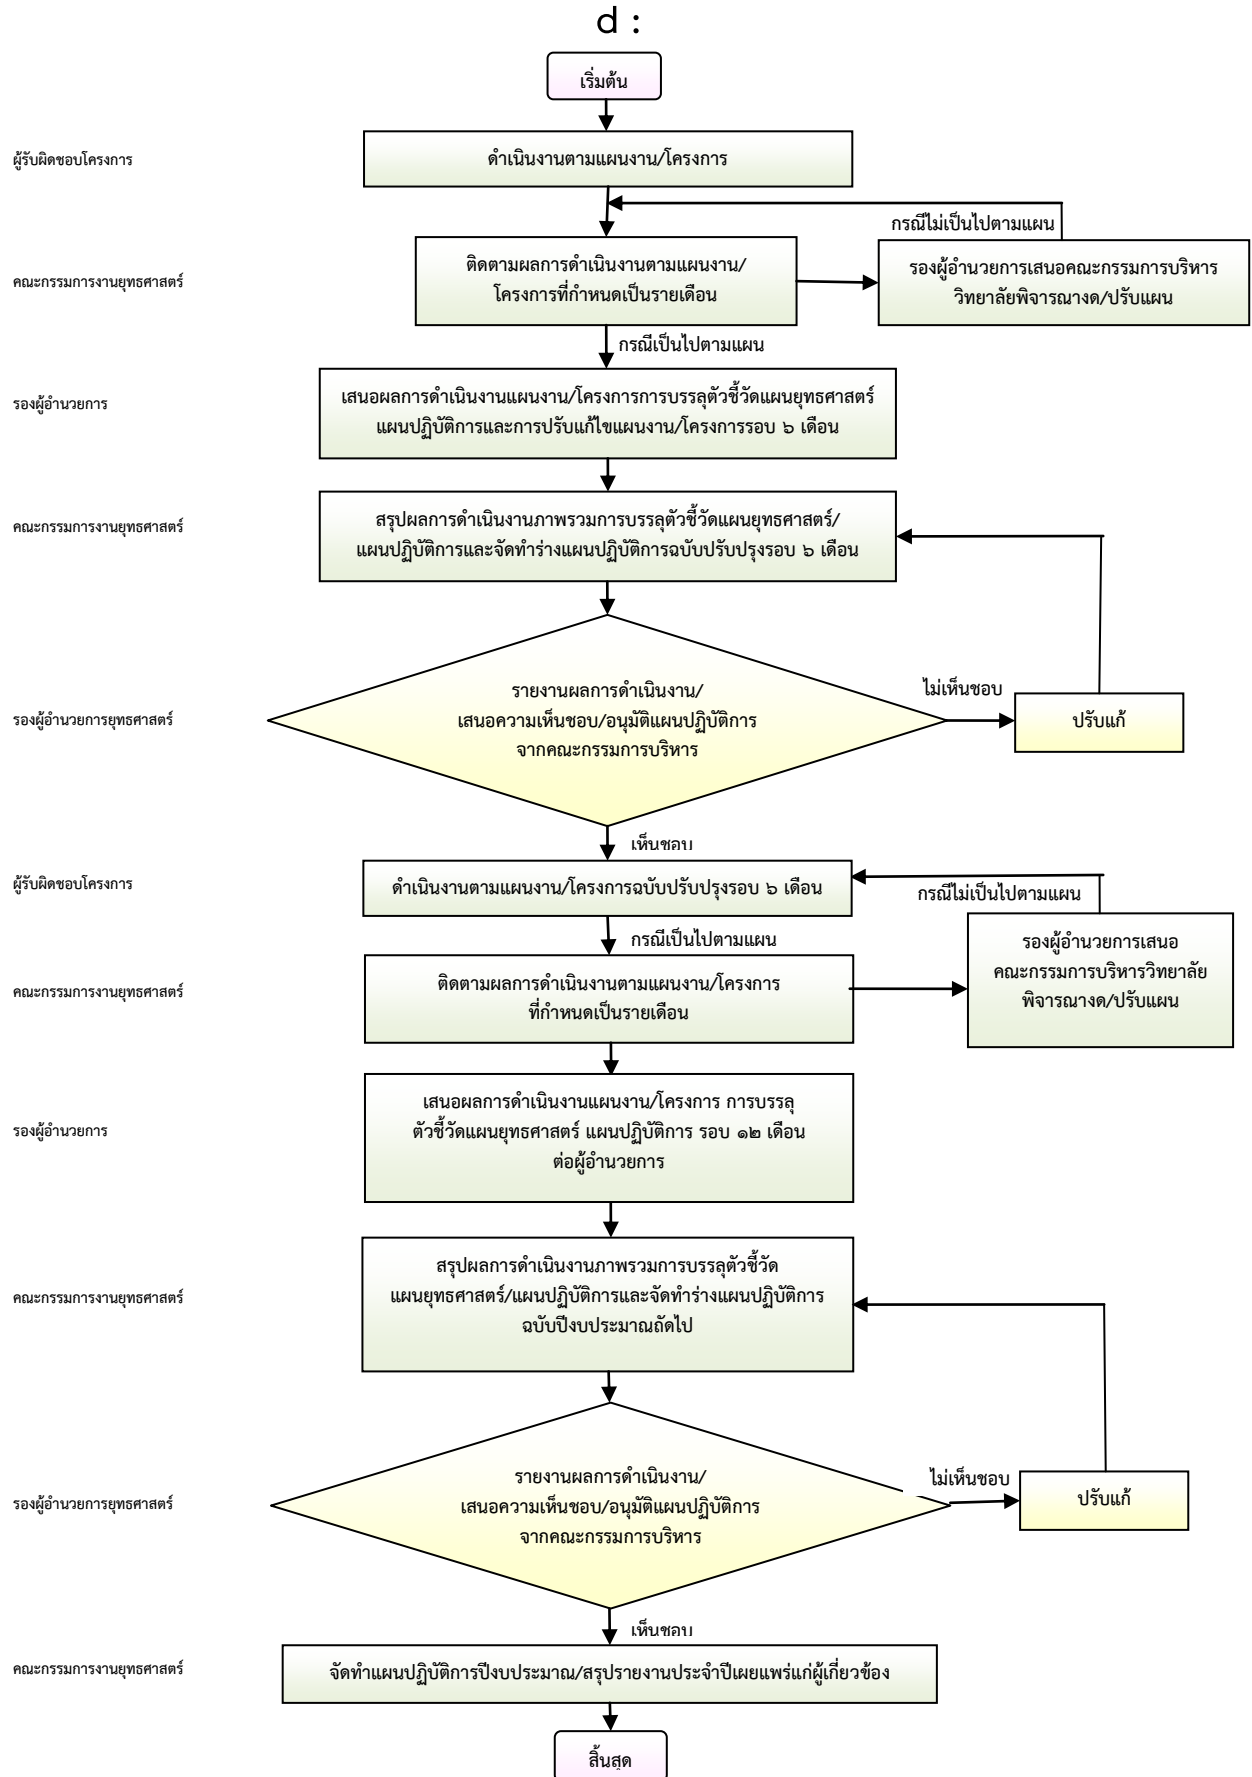 d :
เริ่มต้น
ผู้รับผิดชอบโครงการ
ดำเนินงานตามแผนงาน/โครงการ
กรณีไม่เป็นไปตามแผน
คณะกรรมการงานยุทธศาสตร์
ติดตามผลการดำเนินงานตามแผนงาน/
โครงการที่กำหนดเป็นรายเดือน
รองผู้อำนวยการเสนอคณะกรรมการบริหาร
วิทยาลัยพิจารณางด/ปรับแผน
กรณีเป็นไปตามแผน
รองผู้อำนวยการ
เสนอผลการดำเนินงานแผนงาน/โครงการการบรรลุตัวชี้วัดแผนยุทธศาสตร์
แผนปฏิบัติการและการปรับแก้ไขแผนงาน/โครงการรอบ ๖ เดือน
คณะกรรมการงานยุทธศาสตร์
สรุปผลการดำเนินงานภาพรวมการบรรลุตัวชี้วัดแผนยุทธศาสตร์/
แผนปฏิบัติการและจัดทำร่างแผนปฏิบัติการฉบับปรับปรุงรอบ ๖ เดือน
รองผู้อำนวยการยุทธศาสตร์
รายงานผลการดำเนินงาน/
เสนอความเห็นชอบ/อนุมัติแผนปฏิบัติการ
จากคณะกรรมการบริหาร
ไม่เห็นชอบ
ปรับแก้
เห็นชอบ
ผู้รับผิดชอบโครงการ
ดำเนินงานตามแผนงาน/โครงการฉบับปรับปรุงรอบ ๖ เดือน
กรณีไม่เป็นไปตามแผน
กรณีเป็นไปตามแผน
คณะกรรมการงานยุทธศาสตร์
ติดตามผลการดำเนินงานตามแผนงาน/โครงการ
ที่กำหนดเป็นรายเดือน
รองผู้อำนวยการเสนอ
คณะกรรมการบริหารวิทยาลัย
พิจารณางด/ปรับแผน
รองผู้อำนวยการ
เสนอผลการดำเนินงานแผนงาน/โครงการ การบรรลุ
ตัวชี้วัดแผนยุทธศาสตร์ แผนปฏิบัติการ รอบ ๑๒ เดือน
ต่อผู้อำนวยการ
คณะกรรมการงานยุทธศาสตร์
สรุปผลการดำเนินงานภาพรวมการบรรลุตัวชี้วัด
แผนยุทธศาสตร์/แผนปฏิบัติการและจัดทำร่างแผนปฏิบัติการ
ฉบับปีงบประมาณถัดไป
รองผู้อำนวยการยุทธศาสตร์
รายงานผลการดำเนินงาน/
เสนอความเห็นชอบ/อนุมัติแผนปฏิบัติการ
จากคณะกรรมการบริหาร
ไม่เห็นชอบ
ปรับแก้
เห็นชอบ
คณะกรรมการงานยุทธศาสตร์
จัดทำแผนปฏิบัติการปีงบประมาณ/สรุปรายงานประจำปีเผยแพร่แก่ผู้เกี่ยวข้อง
สิ้นสุด